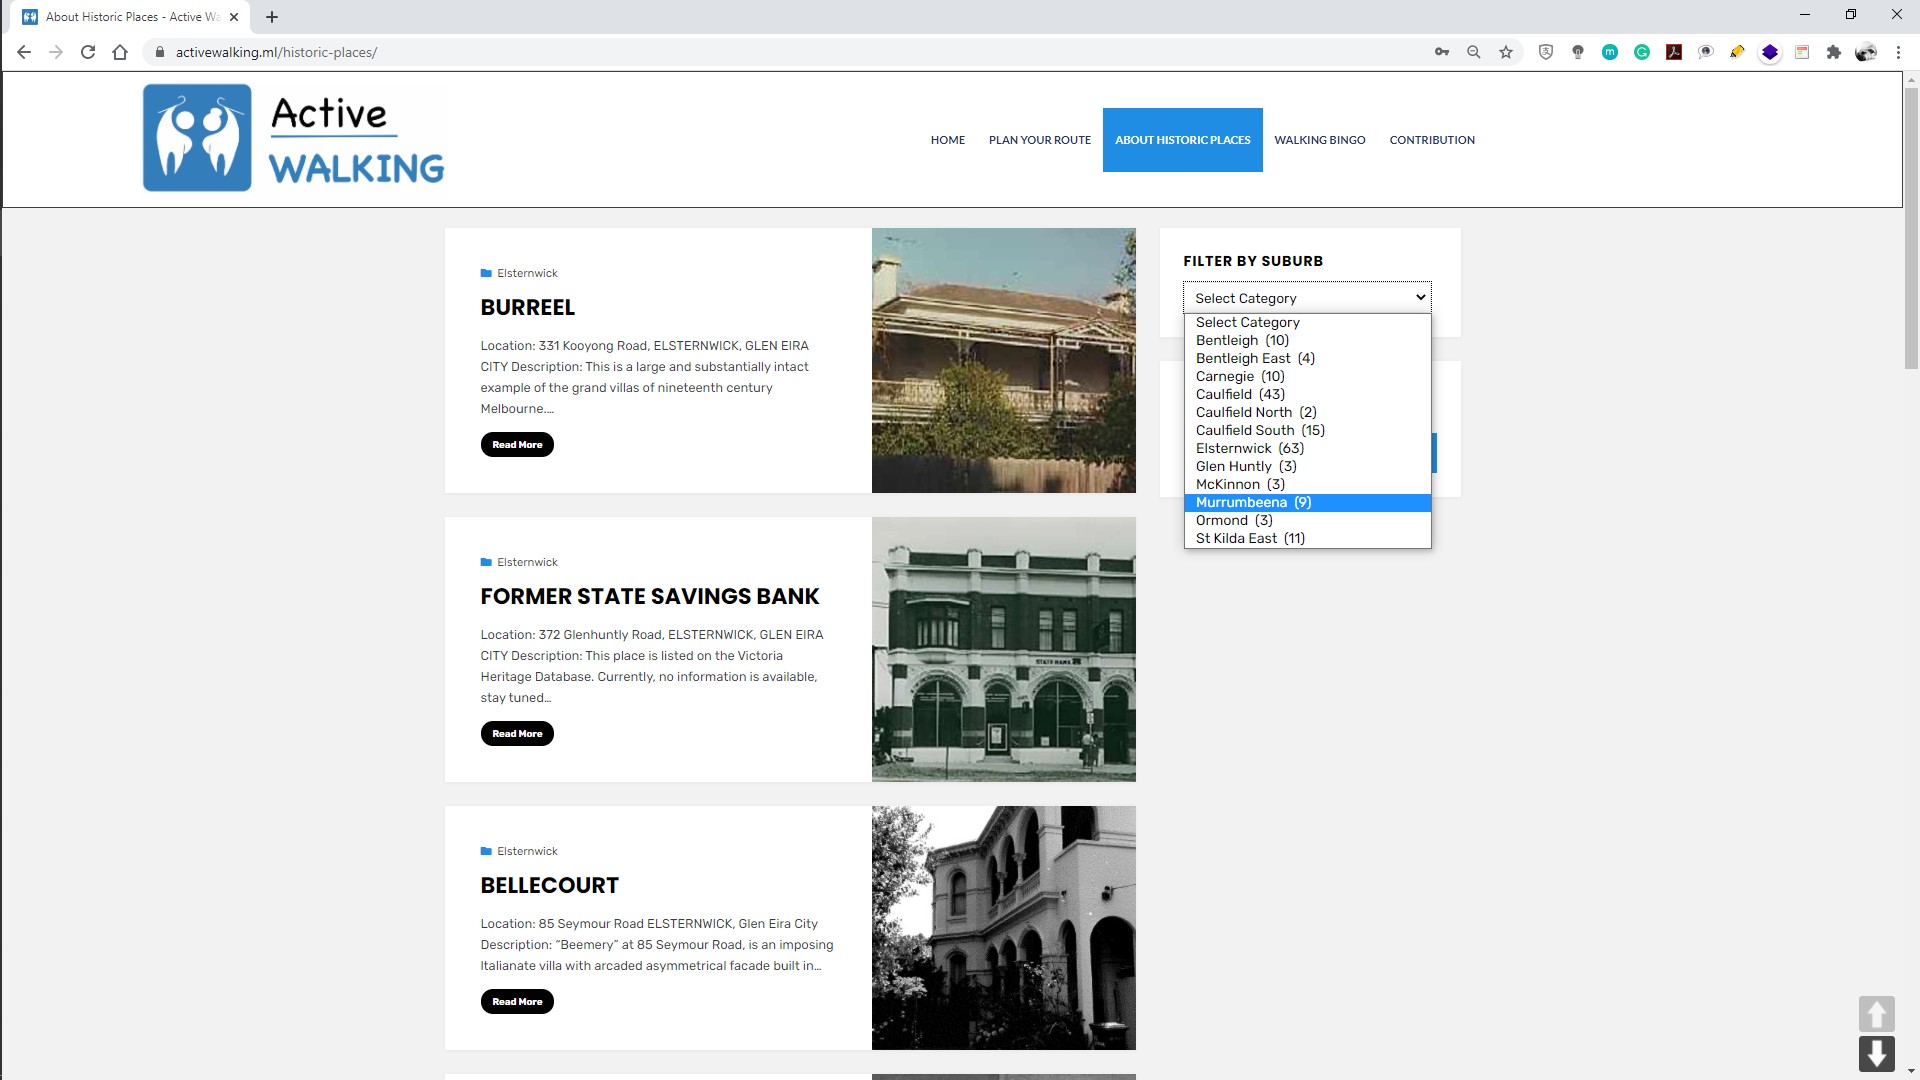 About Historic Places - Active Wa
activewalking.ml/historic-places/
Active
WALKING
HOME
PLAN YOUR ROUTE
ABOUT HISTORIC PLACES
WALKING BINGO
CONTRIBUTION
Elsternwick
BURREEL
Location: 331 Kooyong Road, ELSTERNWICK, GLEN EIRA
CITY Description: This is a large and substantially intact
example of the grand villas of nineteenth century
Melbourne.…
Read More
Elsternwick
FORMER STATE SAVINGS BANK
Location: 372 Glenhuntly Road, ELSTERNWICK, GLEN EIRA
CITY Description: This place is listed on the Victoria
Heritage Database. Currently, no information is available,
stay tuned…
Read More
STATE BANK
Elsternwick
BELLECOURT
Location: 85 Seymour Road ELSTERNWICK, Glen Eira City
Description: “Beemery” at 85 Seymour Road, is an imposing
Italianate villa with arcaded asymmetrical facade built in…
Read More
FILTER BY SUBURB
Select Category
Select Category
Bentleigh (10)
Bentleigh East (4)
Carnegie (10)
Caulfield (43)
Caulfield North (2)
Caulfield South (15)
Elsternwick (63)
Glen Huntly (3)
McKinnon (3)
Murrumbeena (9)
Ormond (3)
St Kilda East (11)